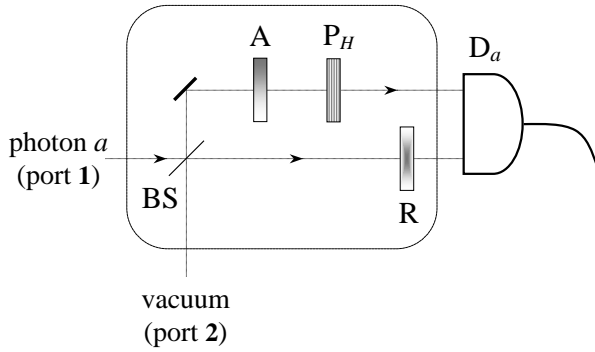 A
P_H
D_a
photon a
(port 1)
BS
R
vacuum
(port 2)